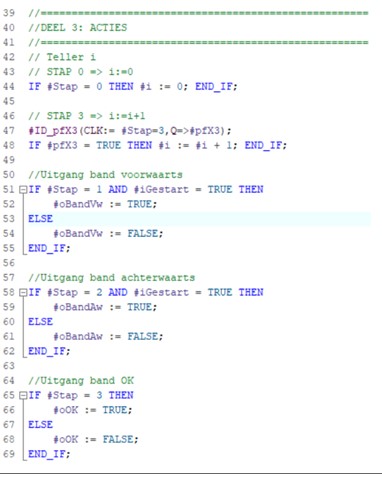 39 //==================================================
40 //DEEL 3: ACTIES
41 //==================================================
42 // Teller i
43 // STAP 0 => i:=0
44 IF #Stap = 0 THEN #i := 0; END_IF;
45
46 // STAP 3 => i:=i+1
47 #ID_pfX3(CLK:= #Stap=3,Q=>#pfX3);
48 IF #pfX3 = TRUE THEN #i := #i + 1; END_IF;
49
50 //Uitgang band voorwaarts
51 IF #Stap = 1 AND #iGestart = TRUE THEN
52 #oBandVw := TRUE;
53 ELSE
54 #oBandVw := FALSE;
55 END_IF;
56
57 //Uitgang band achterwaarts
58 IF #Stap = 2 AND #iGestart = TRUE THEN
59 #oBandAw := TRUE;
60 ELSE
61 #oBandAw := FALSE;
62 END_IF;
63
64 //Uitgang band OK
65 IF #Stap = 3 THEN
66 #oOK := TRUE;
67 ELSE
68 #oOK := FALSE;
69 END_IF;